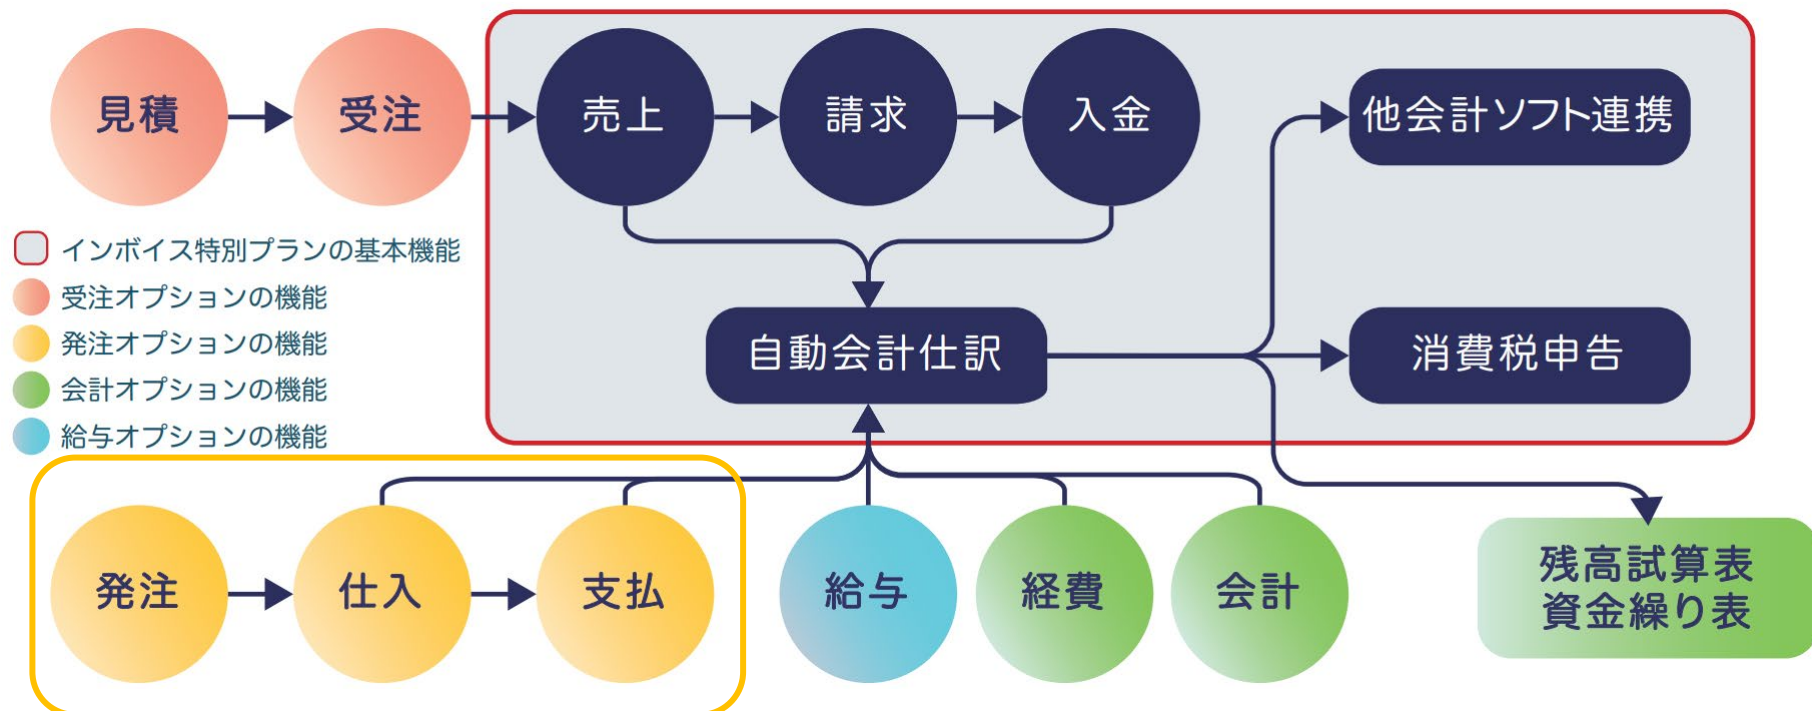 見積
受注
売上
請求
入金
他会計ソフト連携
インボイス特別プランの基本機能
受注オプションの機能
発注オプションの機能
会計オプションの機能
給与オプションの機能
自動会計仕訳
消費税申告
発注
仕入
支払
給与
経費
会計
残高試算表
資金繰り表